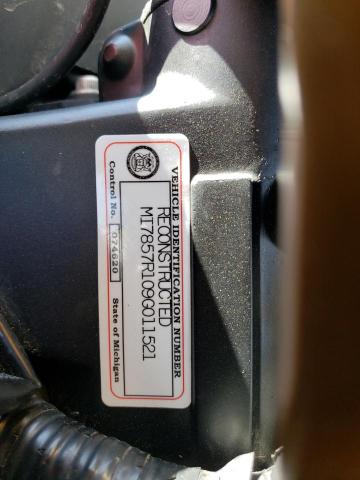 VEHICLE IDENTIFICATION NUMBER
RECONSTRUCTED
MI7857R109G011521
Control No. 074620 State of Michigan